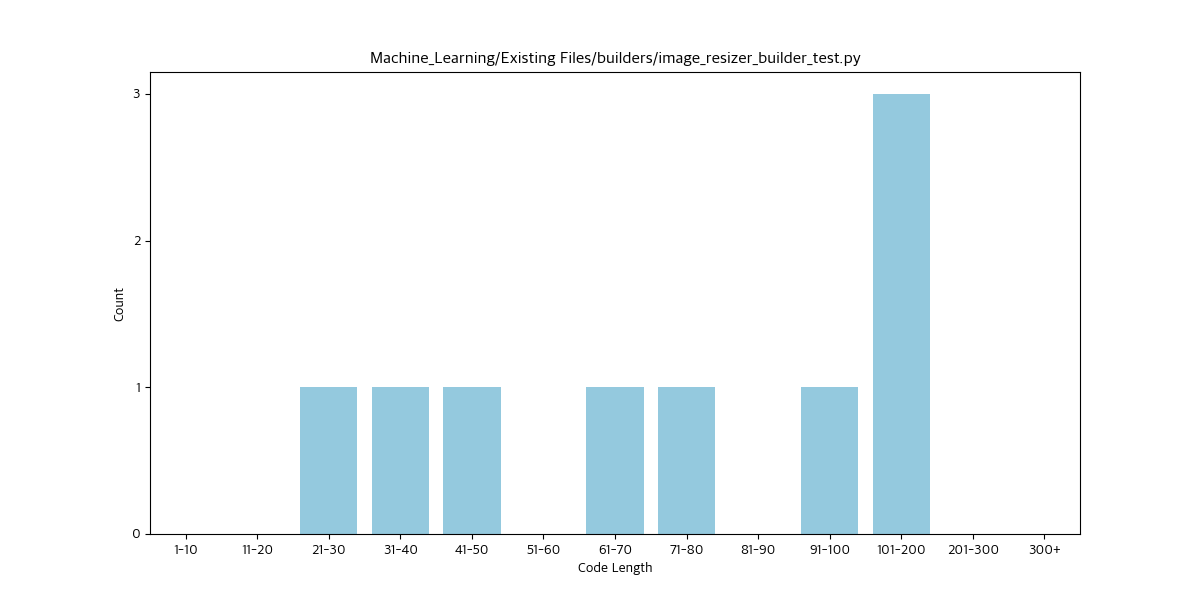 Machine_Learning/Existing Files/builders/image_resizer_builder_test.py
3
2
1
0
Count
1-10 11-20 21-30 31-40 41-50 51-60 61-70 71-80 81-90 91-100 101-200 201-300 300+
Code Length